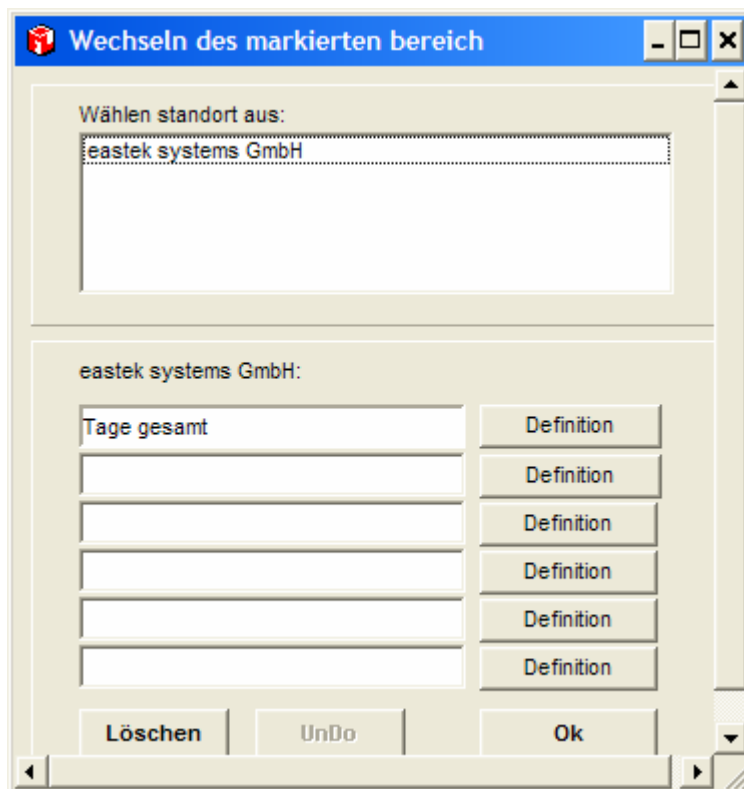 Wechseln des markierten bereich
Wählen standort aus:
eastek systems GmbH
eastek systems GmbH:
Tage gesamt Definition
Definition
Definition
Definition
Definition
Definition
Löschen UnDo Ok